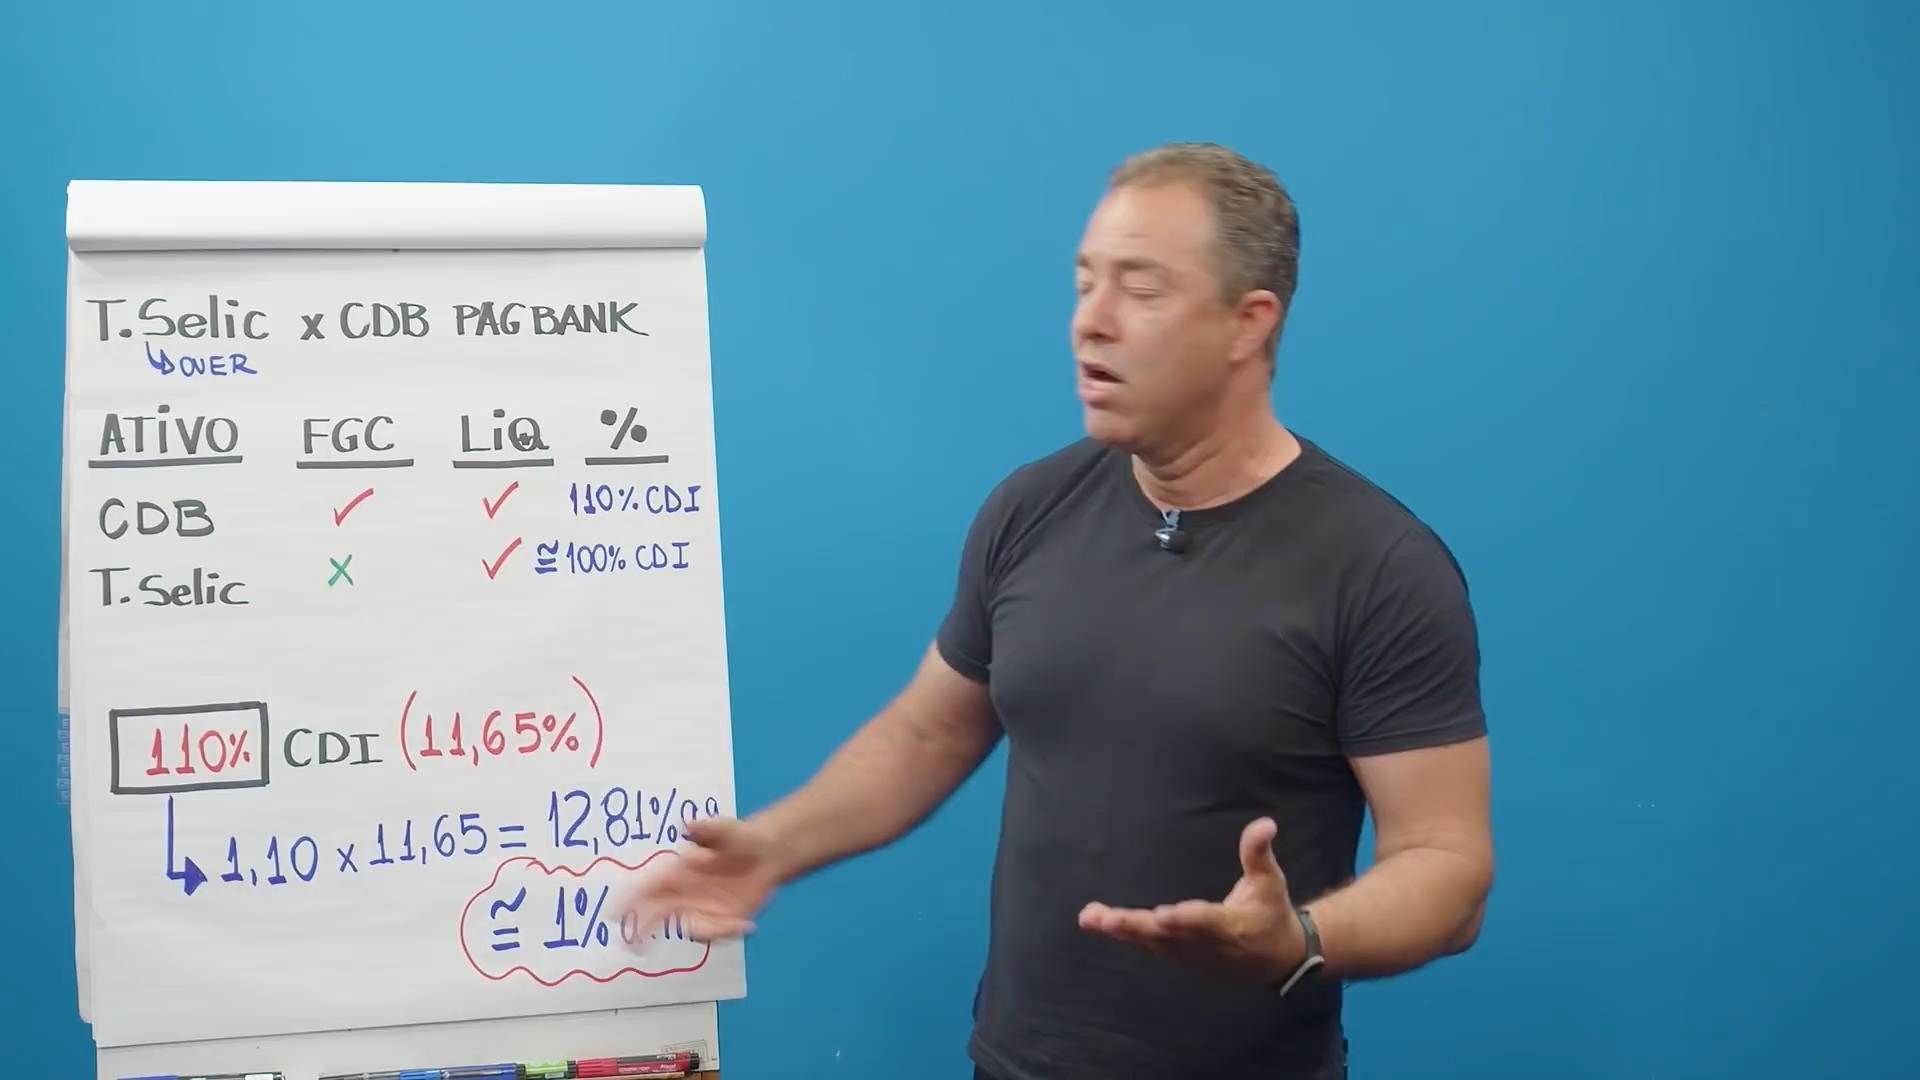 T. Selic x CDB PAGBANK
↳ OVER
ATIVO FGC LIQ %
CDB ✓ ✓ 110% CDI
T. Selic X ✓ ≅ 100% CDI
110% CDI (11,65%)
↳ 1,10 x 11,65 = 12,81% a.a
≅ 1% a.m